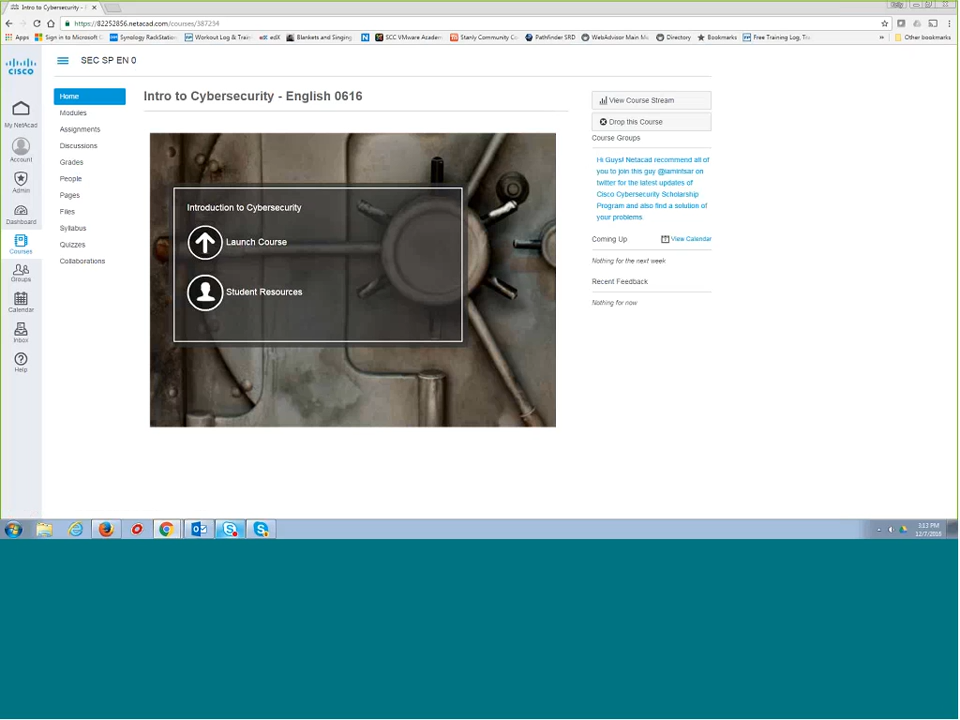 Intro to Cybersecurity -
https://82252856.netacad.com/courses/387234
Apps
Sign in to Microsoft
Synology RackStation
Workout Log & Train
edX
Blankets and Singing
SCC VMware Academ
Stanly Community C
Pathfinder SRD
WebAdvisor Main M
Directory
Bookmarks
Free Training Log, Tra
Other bookmarks
CISCO
SEC SP EN 0
My NetAcad
Account
Admin
Dashboard
Courses
Groups
Calendar
Inbox
Help
Home
Modules
Assignments
Discussions
Grades
People
Pages
Files
Syllabus
Quizzes
Collaborations
Intro to Cybersecurity - English 0616
Introduction to Cybersecurity
Launch Course
Student Resources
View Course Stream
Drop this Course
Course Groups
Hi Guys! Netacad recommend all of
you to join this guy @iamintisar on
twitter for the latest updates of
Cisco Cybersecurity Scholarship
Program and also find a solution of
your problems.
Coming Up
View Calendar
Nothing for the next week
Recent Feedback
Nothing for now
3:13 PM